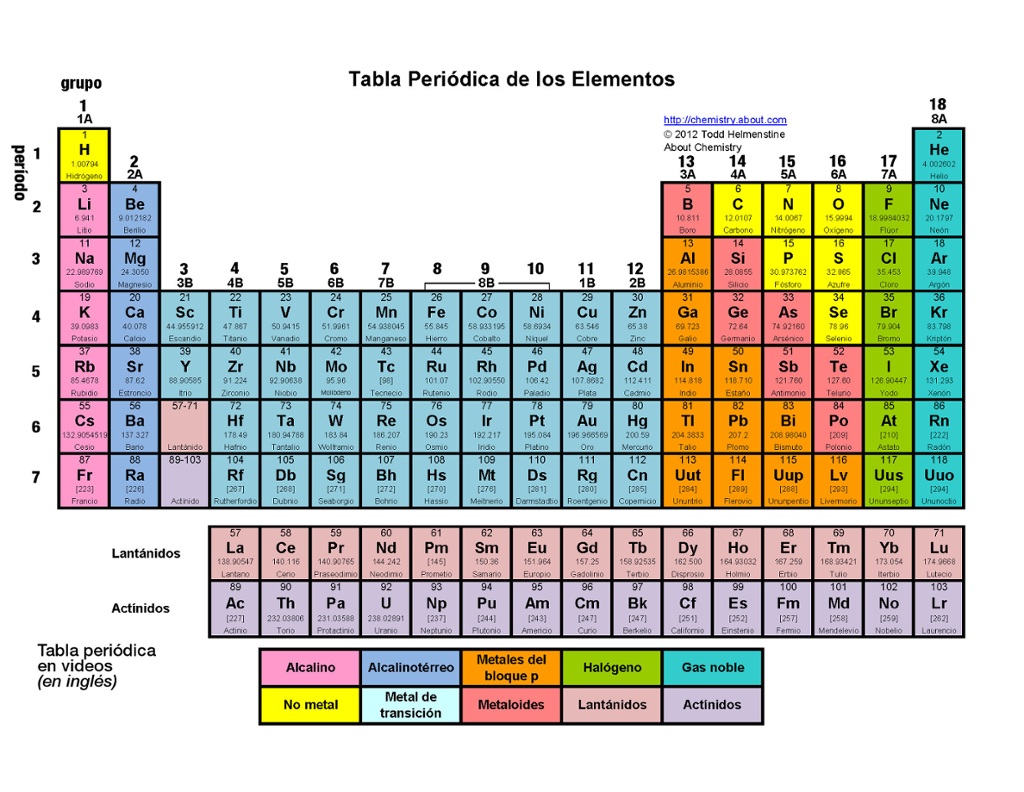 Tabla Periódica de los Elementos
grupo
período
http://chemistry.about.com
© 2012 Todd Helmenstine
About Chemistry
1 18
1A 8A
1 2
1 H He
1.00794 4.002602
Hidrógeno Helio
2 13 14 15 16 17
2A 3A 4A 5A 6A 7A
3 4 5 6 7 8 9 10
2 Li Be B C N O F Ne
6.941 9.012182 10.811 12.0107 14.0067 15.9994 18.9984032 20.1797
Litio Berilio Boro Carbono Nitrógeno Oxígeno Flúor Neón
11 12 13 14 15 16 17 18
3 Na Mg Al Si P S Cl Ar
22.989769 24.3050 26.9815386 28.0855 30.973762 32.065 35.453 39.948
Sodio Magnesio Aluminio Silicio Fósforo Azufre Cloro Argón
3 4 5 6 7 8 9 10 11 12
3B 4B 5B 6B 7B 8B 1B 2B
19 20 21 22 23 24 25 26 27 28 29 30 31 32 33 34 35 36
4 K Ca Sc Ti V Cr Mn Fe Co Ni Cu Zn Ga Ge As Se Br Kr
39.0983 40.078 44.955912 47.867 50.9415 51.9961 54.938045 55.845 58.933195 58.6934 63.546 65.38 69.723 72.64 74.92160 78.96 79.904 83.798
Potasio Calcio Escandio Titanio Vanadio Cromo Manganeso Hierro Cobalto Níquel Cobre Zinc Galio Germanio Arsénico Selenio Bromo Kriptón
37 38 39 40 41 42 43 44 45 46 47 48 49 50 51 52 53 54
5 Rb Sr Y Zr Nb Mo Tc Ru Rh Pd Ag Cd In Sn Sb Te I Xe
85.4678 87.62 88.90585 91.224 92.90638 95.96 [98] 101.07 102.90550 106.42 107.8682 112.411 114.818 118.710 121.760 127.60 126.90447 131.293
Rubidio Estroncio Itrio Zirconio Niobio Molibdeno Tecnecio Rutenio Rodio Paladio Plata Cadmio Indio Estaño Antimonio Teluro Yodo Xenón
55 56 57-71 72 73 74 75 76 77 78 79 80 81 82 83 84 85 86
6 Cs Ba Hf Ta W Re Os Ir Pt Au Hg Tl Pb Bi Po At Rn
132.9054519 137.327 178.49 180.94788 183.84 186.207 190.23 192.217 195.084 196.966569 200.59 204.3833 207.2 208.98040 [209] [210] [222]
Cesio Bario Lantánido Hafnio Tantalio Wolframio Renio Osmio Iridio Platino Oro Mercurio Talio Plomo Bismuto Polonio Astato Radón
87 88 89-103 104 105 106 107 108 109 110 111 112 113 114 115 116 117 118
7 Fr Ra Rf Db Sg Bh Hs Mt Ds Rg Cn Uut Fl Uup Lv Uus Uuo
[223] [226] [267] [268] [271] [272] [270] [276] [281] [280] [285] [284] [289] [288] [293] [294] [294]
Francio Radio Actínido Rutherfordio Dubnio Seaborgio Bohrio Hassio Meitnerio Darmstadtio Roentgenio Copernicio Ununtrio Flerovio Ununpentio Livermorio Ununseptio Ununoctio
57 58 59 60 61 62 63 64 65 66 67 68 69 70 71
Lantánidos La Ce Pr Nd Pm Sm Eu Gd Tb Dy Ho Er Tm Yb Lu
138.90547 140.116 140.90765 144.242 [145] 150.36 151.964 157.25 158.92535 162.500 164.93032 167.259 168.93421 173.054 174.9668
Lantano Cerio Praseodimio Neodimio Prometio Samario Europio Gadolinio Terbio Disprosio Holmio Erbio Tulio Iterbio Lutecio
89 90 91 92 93 94 95 96 97 98 99 100 101 102 103
Actínidos Ac Th Pa U Np Pu Am Cm Bk Cf Es Fm Md No Lr
[227] 232.03806 231.03588 238.02891 [237] [244] [243] [247] [247] [251] [252] [257] [258] [259] [262]
Actinio Torio Protactinio Uranio Neptunio Plutonio Americio Curio Berkelio Californio Einstenio Fermio Mendelevio Nobelio Laurencio
Tabla periódica
en videos
(en inglés)
Alcalino Alcalinotérreo Metales del bloque p Halógeno Gas noble
No metal Metal de transición Metaloides Lantánidos Actínidos